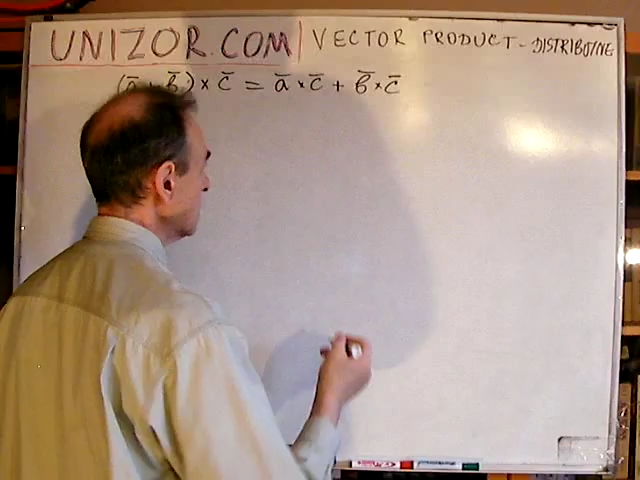 UNIZOR.COM | VECTOR PRODUCT - DISTRIBUTIVE
(ā + b̄) × c̄ = ā × c̄ + b̄ × c̄